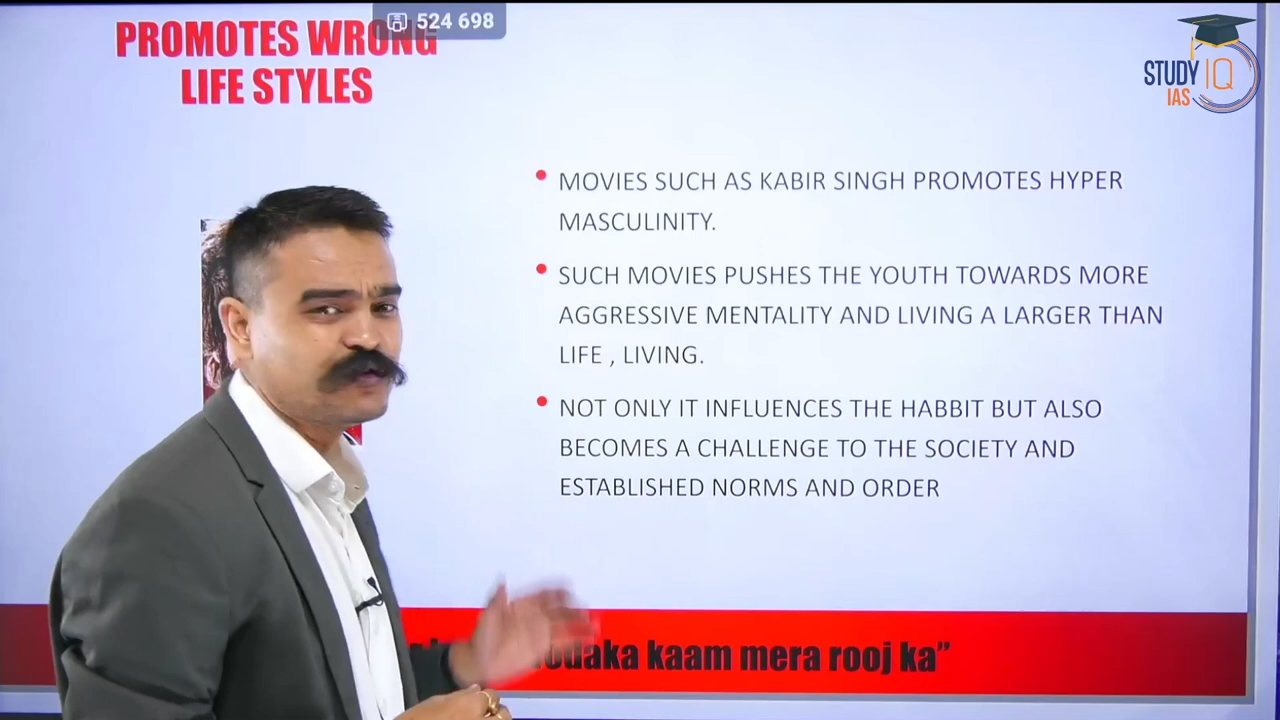 524 698
PROMOTES WRONG
LIFE STYLES
STUDY IQ
IAS
MOVIES SUCH AS KABIR SINGH PROMOTES HYPER
MASCULINITY.
SUCH MOVIES PUSHES THE YOUTH TOWARDS MORE
AGGRESSIVE MENTALITY AND LIVING A LARGER THAN
LIFE , LIVING.
NOT ONLY IT INFLUENCES THE HABBIT BUT ALSO
BECOMES A CHALLENGE TO THE SOCIETY AND
ESTABLISHED NORMS AND ORDER
kaam mera rooj ka”